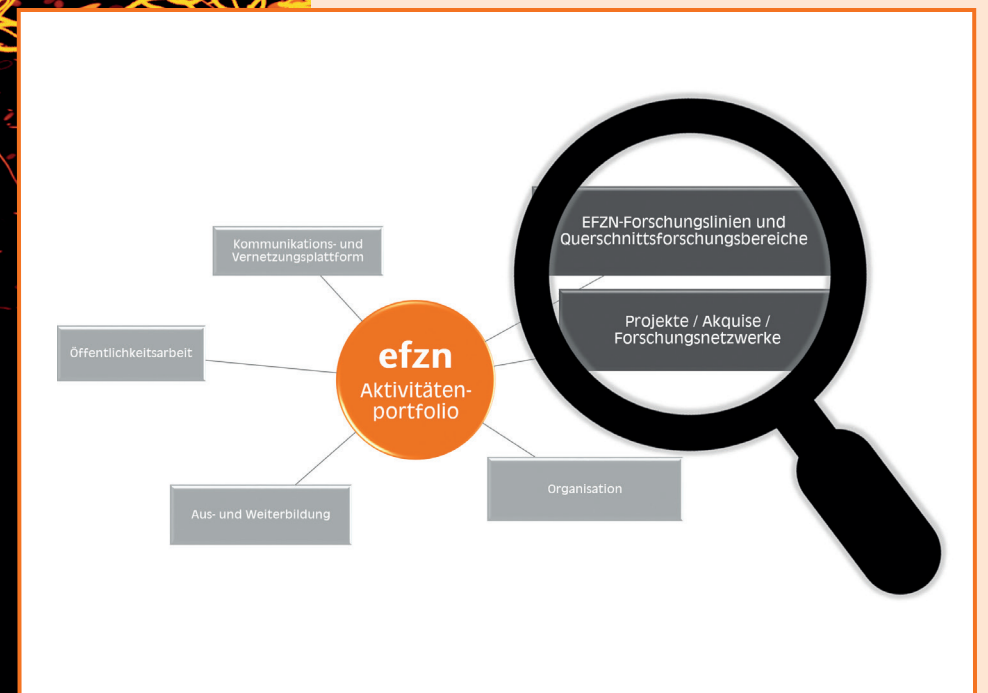 EFZN-Forschungslinien und
Querschnittsforschungsbereiche
Kommunikations- und
Vernetzungsplattform
Projekte / Akquise /
Forschungsnetzwerke
Öffentlichkeitsarbeit
efzn
Aktivitäten-
portfolio
Organisation
Aus- und Weiterbildung